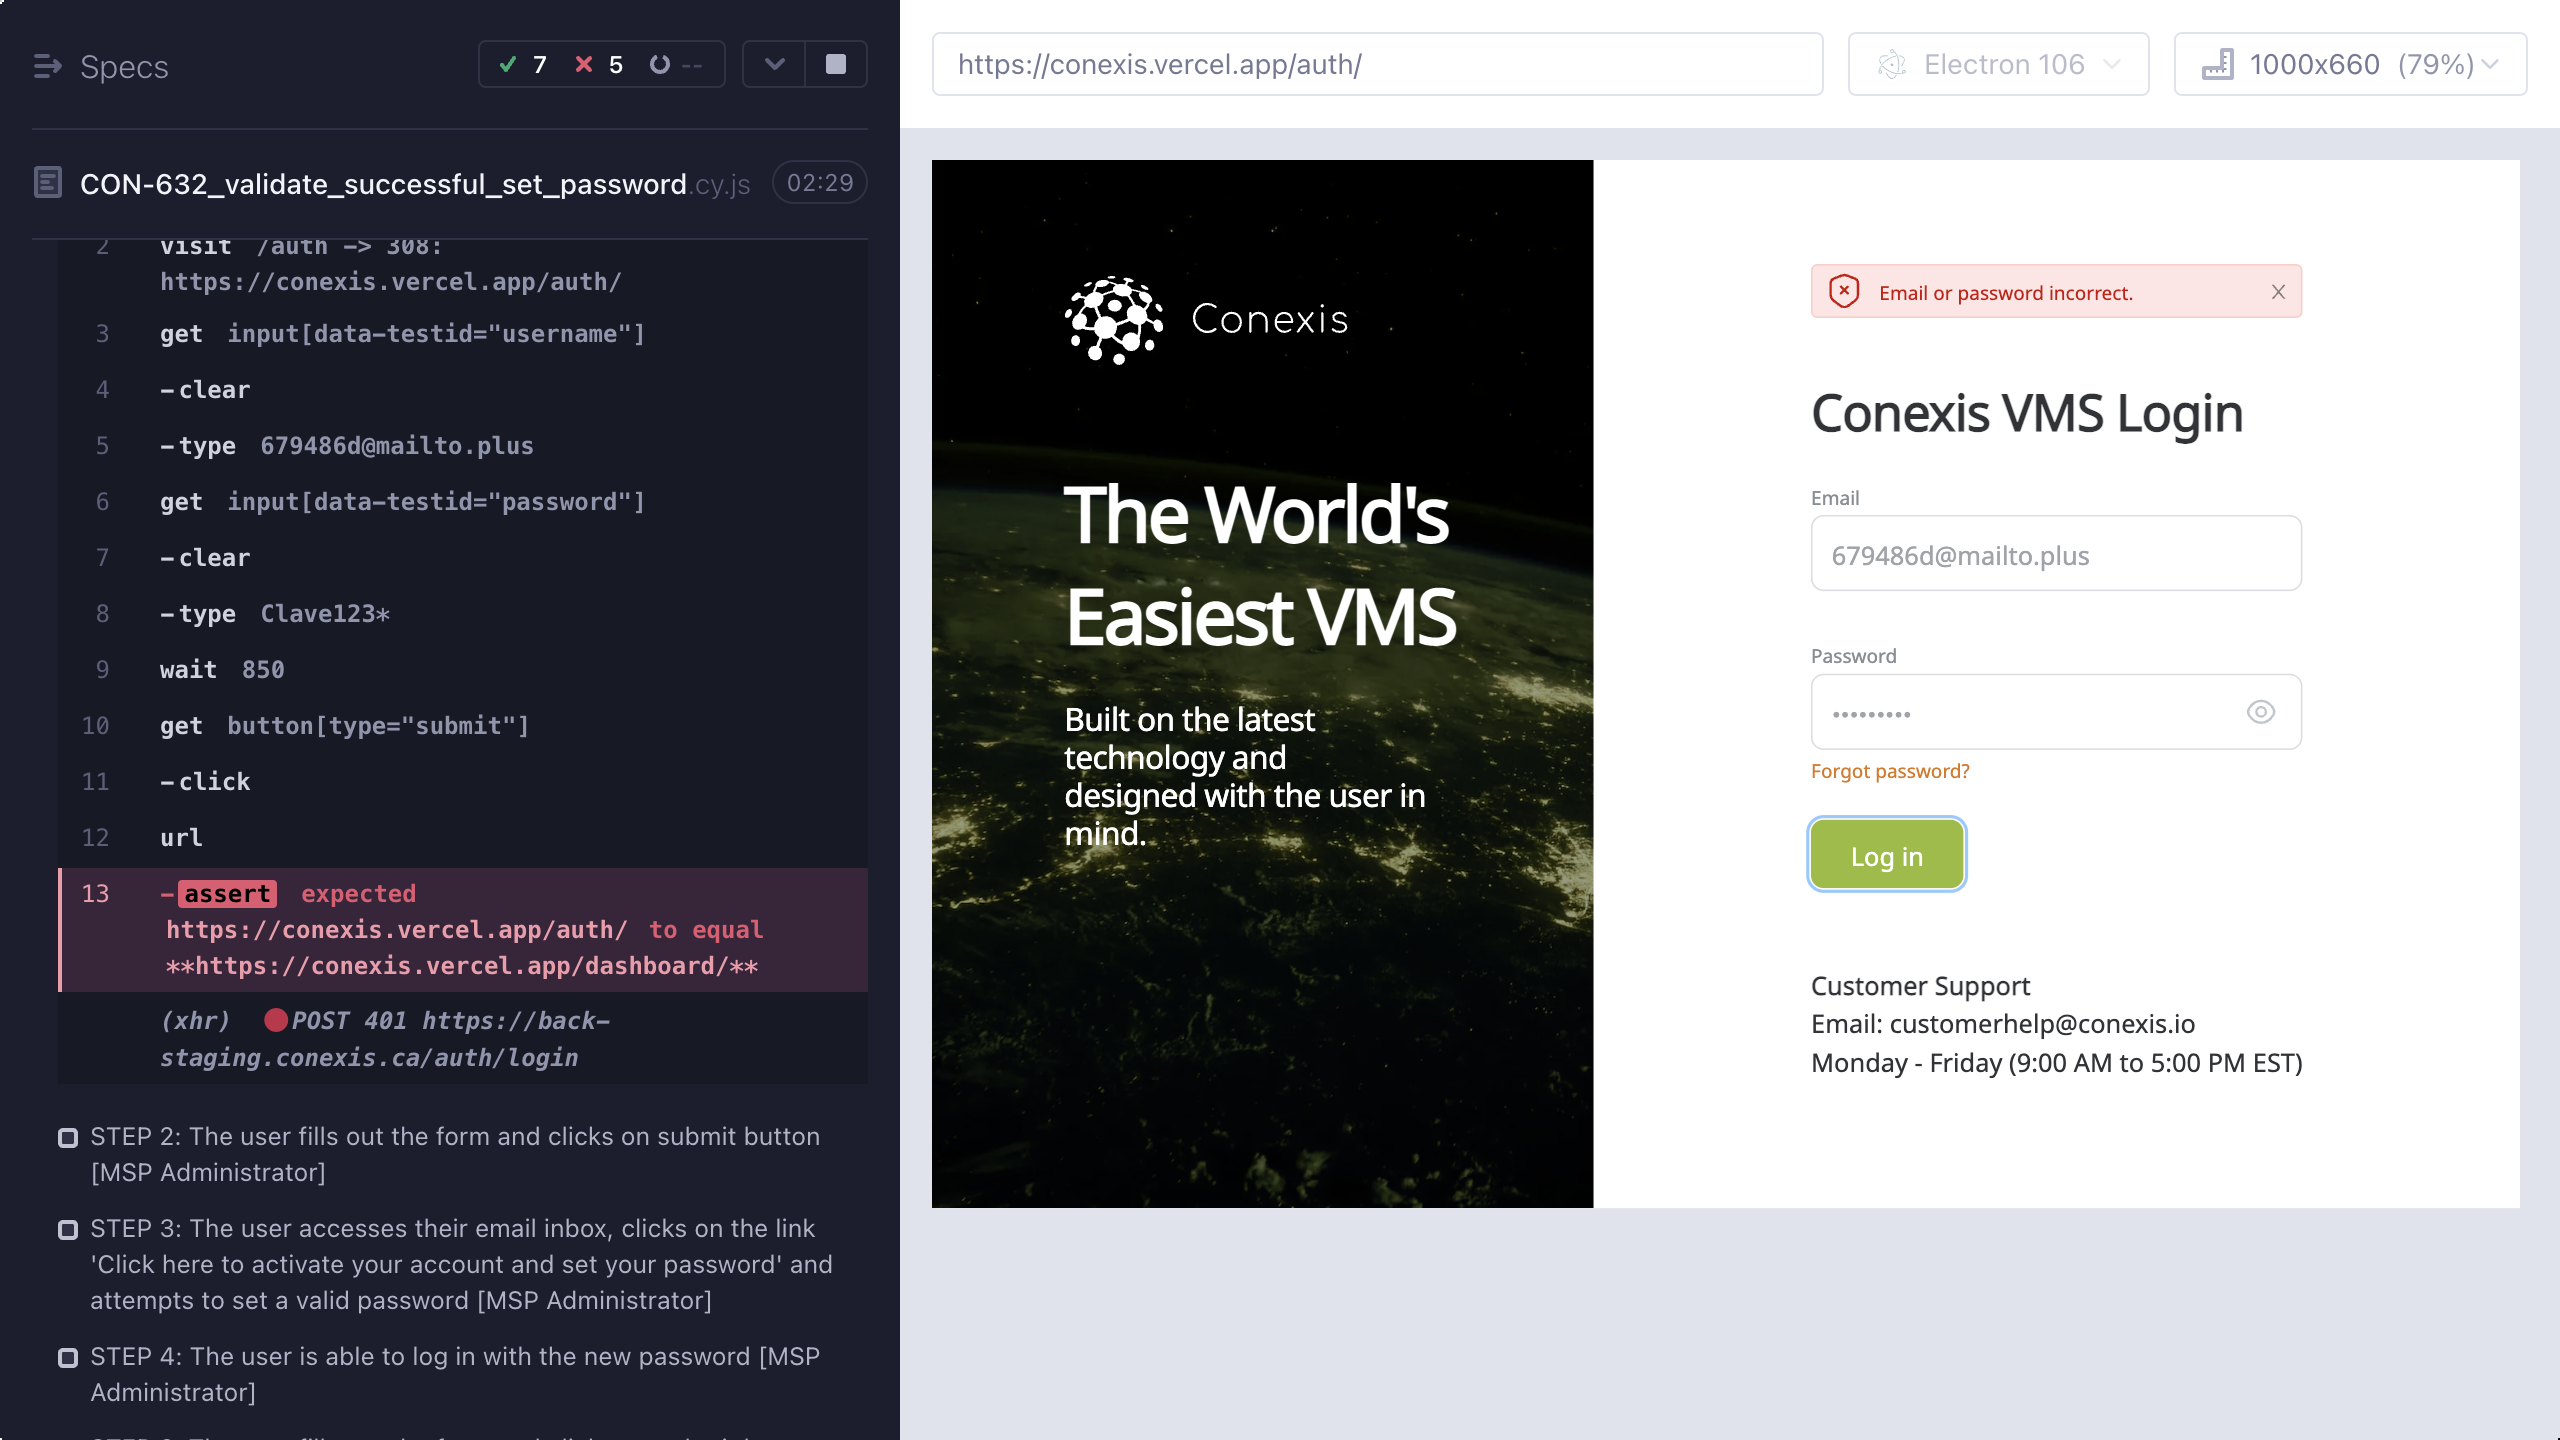 Specs
7 5 --
CON-632_validate_successful_set_password.cy.js 02:29
2 visit /auth -> 308:
https://conexis.vercel.app/auth/
3 get input[data-testid="username"]
4 -clear
5 -type 679486d@mailto.plus
6 get input[data-testid="password"]
7 -clear
8 -type Clave123*
9 wait 850
10 get button[type="submit"]
11 -click
12 url
13 -assert expected
https://conexis.vercel.app/auth/ to equal
**https://conexis.vercel.app/dashboard/**
(xhr) POST 401 https://back-
staging.conexis.ca/auth/login
STEP 2: The user fills out the form and clicks on submit button
[MSP Administrator]
STEP 3: The user accesses their email inbox, clicks on the link
'Click here to activate your account and set your password' and
attempts to set a valid password [MSP Administrator]
STEP 4: The user is able to log in with the new password [MSP
Administrator]
https://conexis.vercel.app/auth/
Electron 106
1000x660 (79%)
Conexis
The World's
Easiest VMS
Built on the latest
technology and
designed with the user in
mind.
Email or password incorrect.
Conexis VMS Login
Email
679486d@mailto.plus
Password
•••••••••
Forgot password?
Log in
Customer Support
Email: customerhelp@conexis.io
Monday - Friday (9:00 AM to 5:00 PM EST)